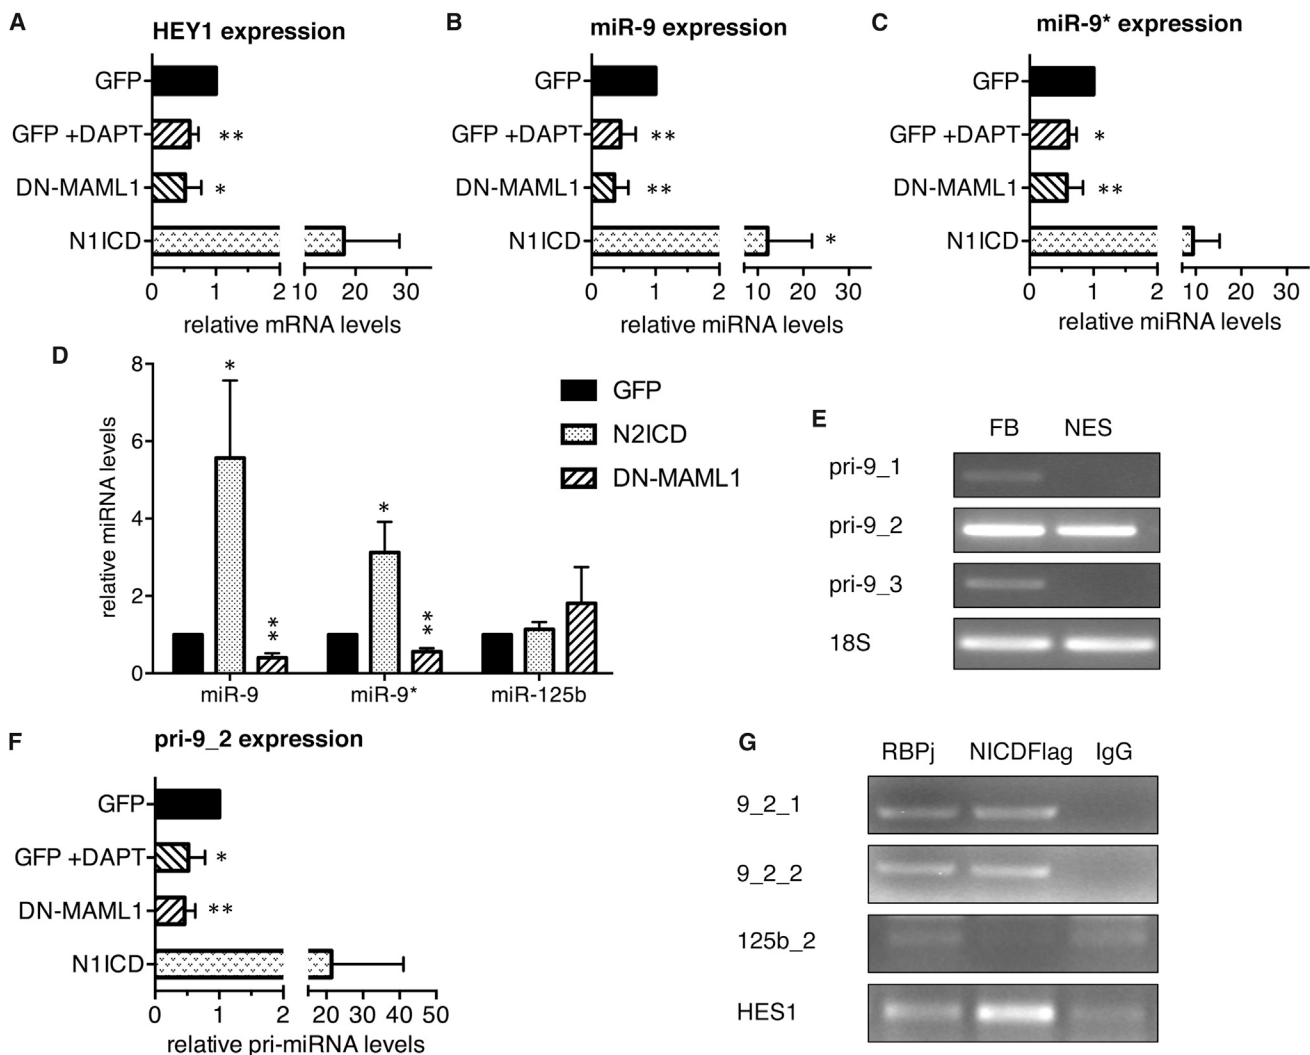 A
HEY1 expression
GFP
GFP +DAPT
**
DN-MAML1
*
N1ICD
0 1 2 10 20 30
relative mRNA levels
B
miR-9 expression
GFP
GFP +DAPT
**
DN-MAML1
**
N1ICD
*
0 1 2 10 20 30
relative miRNA levels
C
miR-9* expression
GFP
GFP +DAPT
*
DN-MAML1
**
N1ICD
0 1 2 10 20 30
relative miRNA levels
D
relative miRNA levels
8
6
4
2
0
*
**
*
**
miR-9 miR-9* miR-125b
GFP
N2ICD
DN-MAML1
E
FB NES
pri-9_1
pri-9_2
pri-9_3
18S
F
pri-9_2 expression
GFP
GFP +DAPT
*
DN-MAML1
**
N1ICD
0 1 2 20 30 40 50
relative pri-miRNA levels
G
RBPj NICDFlag IgG
9_2_1
9_2_2
125b_2
HES1